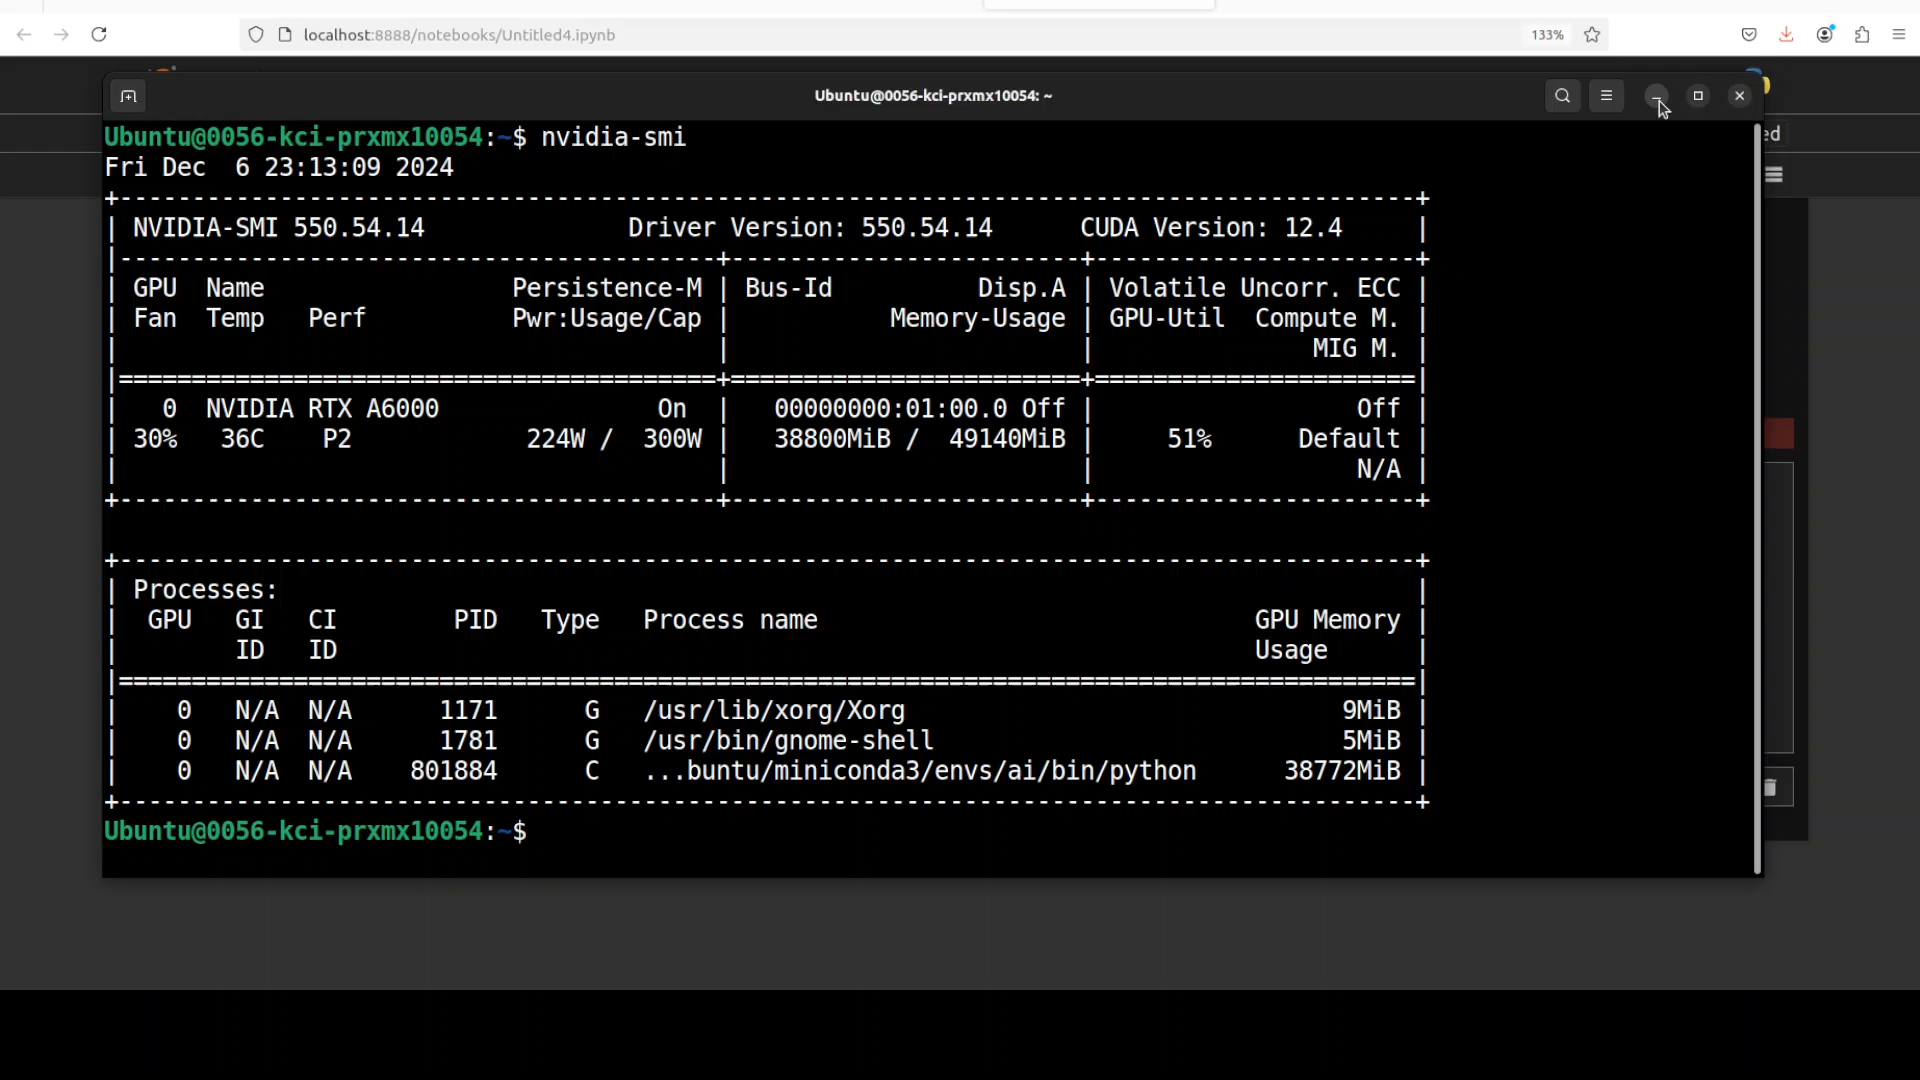 localhost:8888/notebooks/Untitled4.ipynb
133%
Ubuntu@0056-kci-prxmx10054: ~
ed
Ubuntu@0056-kci-prxmx10054:~$ nvidia-smi
Fri Dec  6 23:13:09 2024
+-----------------------------------------------------------------------------------------+
| NVIDIA-SMI 550.54.14              Driver Version: 550.54.14      CUDA Version: 12.4     |
|-----------------------------------------+------------------------+----------------------+
| GPU  Name                 Persistence-M | Bus-Id          Disp.A | Volatile Uncorr. ECC |
| Fan  Temp   Perf          Pwr:Usage/Cap |           Memory-Usage | GPU-Util  Compute M. |
|                                         |                        |               MIG M. |
|=========================================+========================+======================|
|   0  NVIDIA RTX A6000               On  |   00000000:01:00.0 Off |                  Off |
| 30%   36C    P2            224W /  300W |   38800MiB /  49140MiB |     51%      Default |
|                                         |                        |                  N/A |
+-----------------------------------------+------------------------+----------------------+
+-----------------------------------------------------------------------------------------+
| Processes:                                                                              |
|  GPU   GI   CI        PID   Type   Process name                              GPU Memory |
|        ID   ID                                                               Usage      |
|=========================================================================================|
|    0   N/A  N/A      1171      G   /usr/lib/xorg/Xorg                              9MiB |
|    0   N/A  N/A      1781      G   /usr/bin/gnome-shell                            5MiB |
|    0   N/A  N/A    801884      C   ...buntu/miniconda3/envs/ai/bin/python      38772MiB |
+-----------------------------------------------------------------------------------------+
Ubuntu@0056-kci-prxmx10054:~$